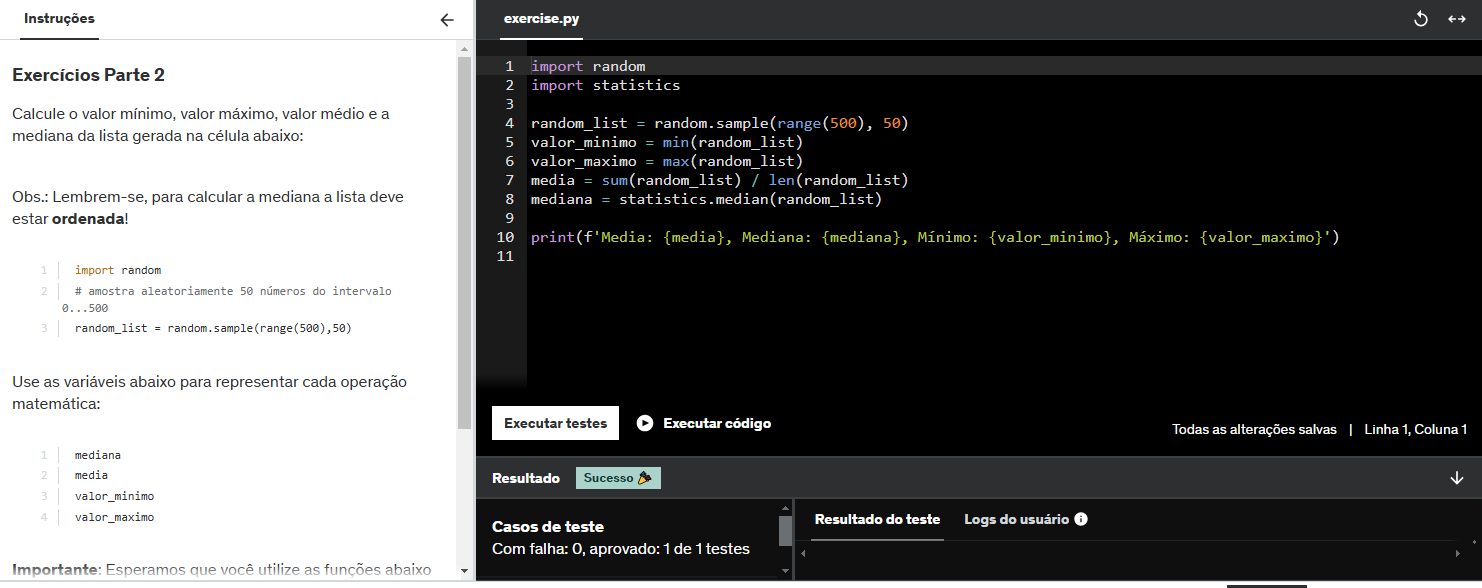 Instruções
Exercícios Parte 2
Calcule o valor mínimo, valor máximo, valor médio e a
mediana da lista gerada na célula abaixo:
Obs.: Lembrem-se, para calcular a mediana a lista deve
estar ordenada!
1 import random
2 # amostra aleatoriamente 50 números do intervalo
0...500
3 random_list = random.sample(range(500),50)
Use as variáveis abaixo para representar cada operação
matemática:
1 mediana
2 media
3 valor_minimo
4 valor_maximo
Importante: Esperamos que você utilize as funções abaixo
exercise.py
1 import random
2 import statistics
3
4 random_list = random.sample(range(500), 50)
5 valor_minimo = min(random_list)
6 valor_maximo = max(random_list)
7 media = sum(random_list) / len(random_list)
8 mediana = statistics.median(random_list)
9
10 print(f'Media: {media}, Mediana: {mediana}, Mínimo: {valor_minimo}, Máximo: {valor_maximo}')
11
Executar testes
Executar código
Todas as alterações salvas | Linha 1, Coluna 1
Resultado
Sucesso
Casos de teste
Com falha: 0, aprovado: 1 de 1 testes
Resultado do teste
Logs do usuário